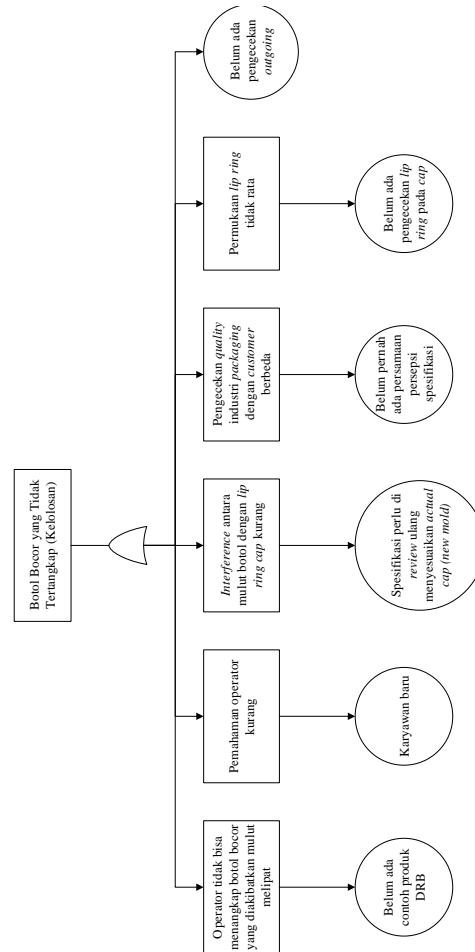 Botol Bocor yang Tidak
Tertangkap (Kelolosan)
Operator tidak bisa
menangkap botol bocor
yang diakibatkan mulut
melipat
Pemahaman operator
kurang
Interference antara
mulut botol dengan lip
ring cap kurang
Pengecekan quality
industri packaging
dengan customer
berbeda
Permukaan lip ring
tidak rata
Belum ada
pengecekan
outgoing
Belum ada
contoh produk
DRB
Karyawan baru
Spesifikasi perlu di
review ulang
menyesuaikan actual
cap (new mold)
Belum pernah
ada persamaan
persepsi
spesifikasi
Belum ada
pengecekan lip
ring pada cap